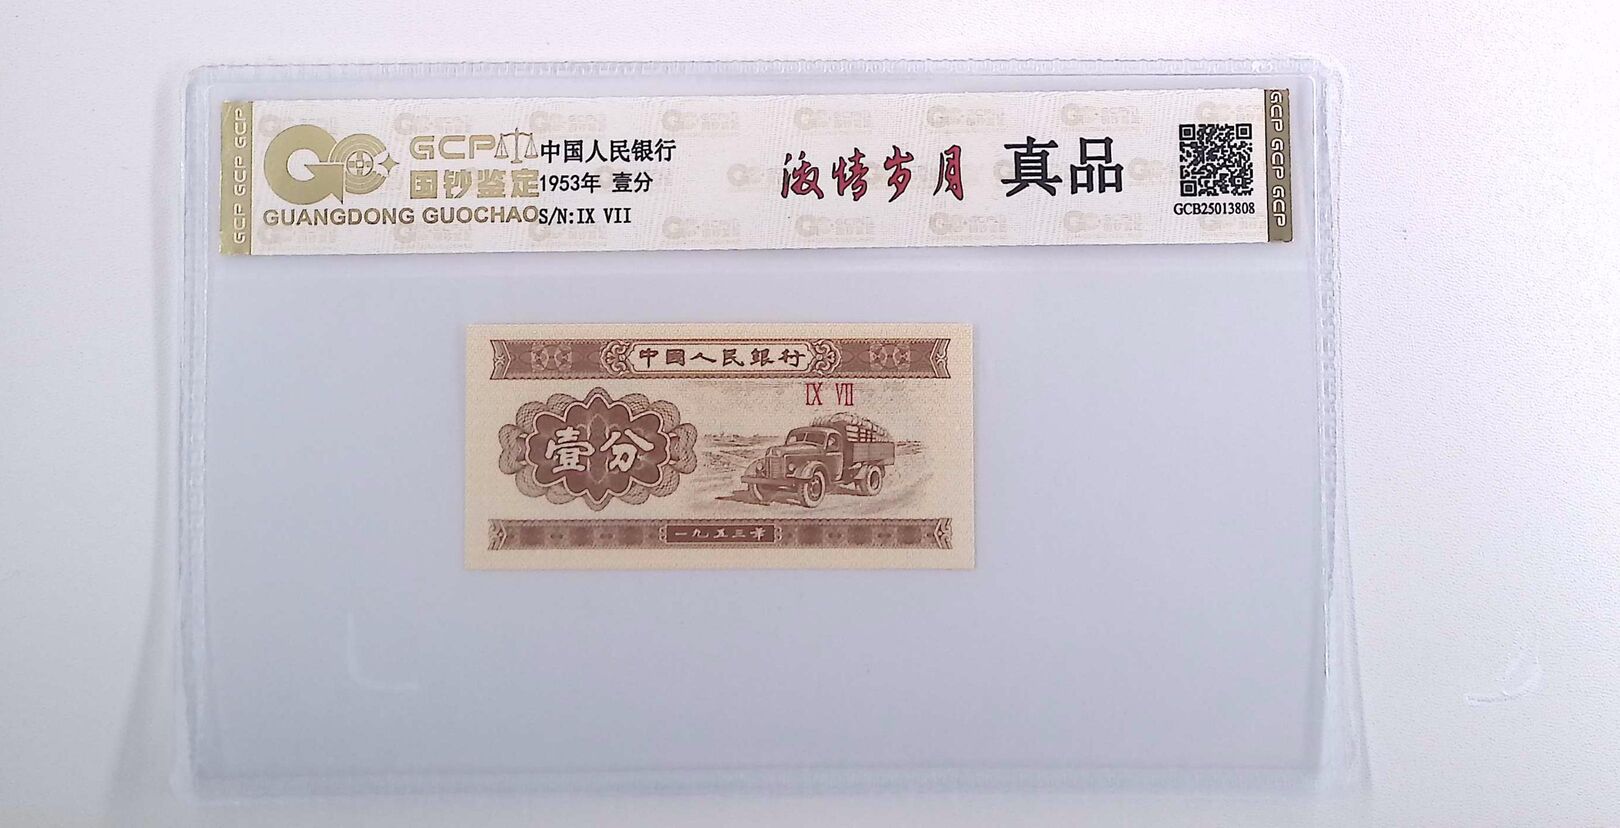 GCP GCP GCP
GCP
国钞鉴定
GUANGDONG GUOCHAO
中国人民银行
1953年 壹分
S/N:IX VII
激情岁月
真品
GCB25013808
GCP GCP GCP
中國人民銀行
IX VII
壹分
一九五三年